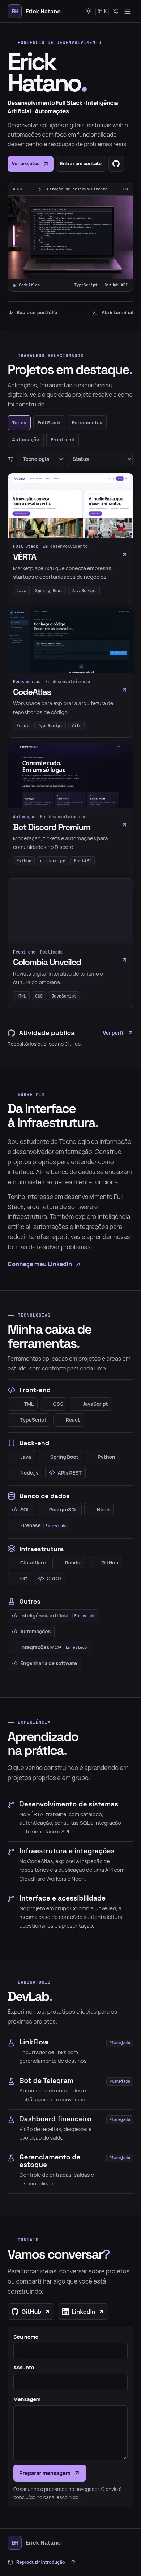 EH Erick Hatano ⌘ K
PORTFÓLIO DE DESENVOLVIMENTO
Erick
Hatano.
Desenvolvimento Full Stack · Inteligência
Artificial · Automações
Desenvolvo soluções digitais, sistemas web e
automações com foco em funcionalidade,
desempenho e resolução de problemas reais.
Ver projetos
Entrar em contato
Estação de desenvolvimento
CodeAtlas TypeScript · GitHub API
Explorar portfólio
Abrir terminal
TRABALHOS SELECIONADOS
Projetos em destaque.
Aplicações, ferramentas e experiências
digitais. Veja o que cada projeto resolve e como
foi construído.
Todos Full Stack Ferramentas
Automação Front-end
Tecnologia Status
A inovação começa
com o desafio certo.
A inteligência que
move o amanhã.
Full Stack Em desenvolvimento
VÉRTA
Marketplace B2B que conecta empresas,
startups e oportunidades de negócios.
Java Spring Boot JavaScript
Conheça o contexto.
Ferramentas Em desenvolvimento
CodeAtlas
Workspace para explorar a arquitetura de
repositórios de código.
React TypeScript Vite
Controle tudo.
Em um só lugar.
Automação Em desenvolvimento
Bot Discord Premium
Moderação, tickets e automações para
comunidades no Discord.
Python discord.py FastAPI
Front-end Publicado
Colombia Unveiled
Revista digital interativa de turismo e
cultura colombiana.
HTML CSS JavaScript
Atividade pública Ver perfil
Repositórios públicos no GitHub.
SOBRE MIM
Da interface
à infraestrutura.
Sou estudante de Tecnologia da Informação
e desenvolvedor em formação. Construo
projetos próprios para entender como
interface, API, dados e publicação se conectam
em um sistema que realmente funciona.
Tenho interesse em desenvolvimento Full
Stack, arquitetura de software e
infraestrutura. Também exploro inteligência
artificial, automações e integrações para
reduzir tarefas repetitivas e aprender novas
formas de resolver problemas.
Conheça meu LinkedIn
TECNOLOGIAS
Minha caixa de
ferramentas.
Ferramentas aplicadas em projetos e áreas em
estudo, com contexto para cada uma.
Front-end
HTML CSS JavaScript
TypeScript React
Back-end
Java Spring Boot Python
Node.js APIs REST
Banco de dados
SQL PostgreSQL Neon
Firebase Em estudo
Infraestrutura
Cloudflare Render GitHub
Git CI/CD
Outros
Inteligência artificial Em estudo
Automações
Integrações MCP Em estudo
Engenharia de software
EXPERIÊNCIA
Aprendizado
na prática.
O que venho construindo e aprendendo em
projetos próprios e em grupo.
Desenvolvimento de sistemas
No VÉRTA, trabalhei com catálogo,
autenticação, consultas SQL e integração
entre interface e API.
Infraestrutura e integrações
No CodeAtlas, explorei a inspeção de
repositórios e a publicação de uma API com
Cloudflare Workers e Neon.
Interface e acessibilidade
No projeto em grupo Colombia Unveiled, a
mesma base de conteúdo sustenta leitura,
questionários e apresentação.
LABORATÓRIO
DevLab.
Experimentos, protótipos e ideias para os
próximos projetos.
LinkFlow Planejado
Encurtador de links com
gerenciamento de destinos.
Bot de Telegram Planejado
Automação de comandos e
notificações em conversas.
Dashboard financeiro Planejado
Visão de receitas, despesas e
evolução do saldo.
Gerenciamento de
estoque
Planejado
Controle de entradas, saídas e
disponibilidade.
CONTATO
Vamos conversar?
Para trocar ideias, conversar sobre projetos
ou compartilhar algo que você está
construindo.
GitHub LinkedIn
Seu nome
Assunto
Mensagem
Preparar mensagem
O rascunho é preparado no navegador. O envio é
concluído no canal escolhido.
EH Erick Hatano
Reproduzir introdução